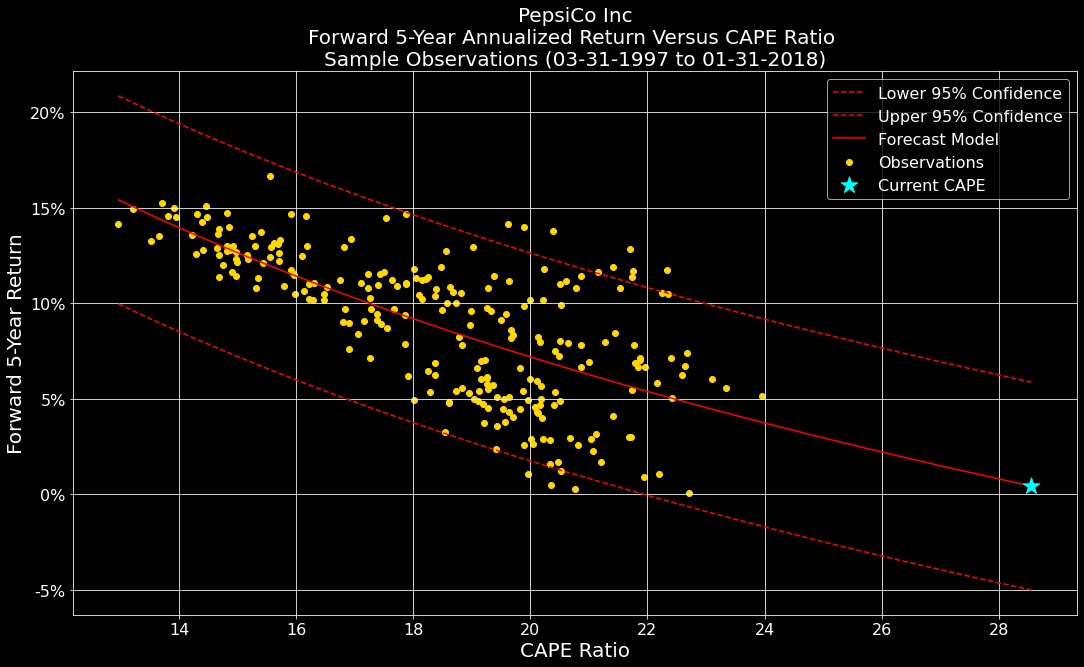 PepsiCo Inc
Forward 5-Year Annualized Return Versus CAPE Ratio
Sample Observations (03-31-1997 to 01-31-2018)
Lower 95% Confidence
Upper 95% Confidence
Forecast Model
Observations
Current CAPE
Forward 5-Year Return
20%
15%
10%
5%
0%
-5%
14 16 18 20 22 24 26 28
CAPE Ratio